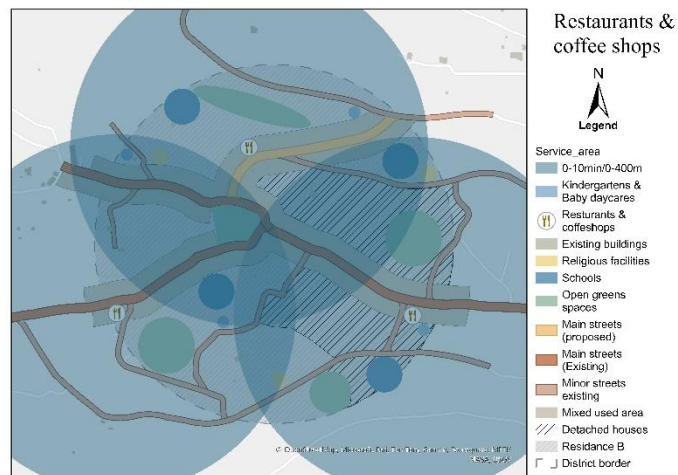 Restaurants &
coffee shops
N
Legend
Service_area
0-10min/0-400m
Kindergartens &
Baby daycares
Resturants &
coffeshops
Existing buildings
Religious facilities
Schools
Open greens
spaces
Main streets
(proposed)
Main streets
(Existing)
Minor streets
existing
Mixed used area
Detached houses
Residance B
District border